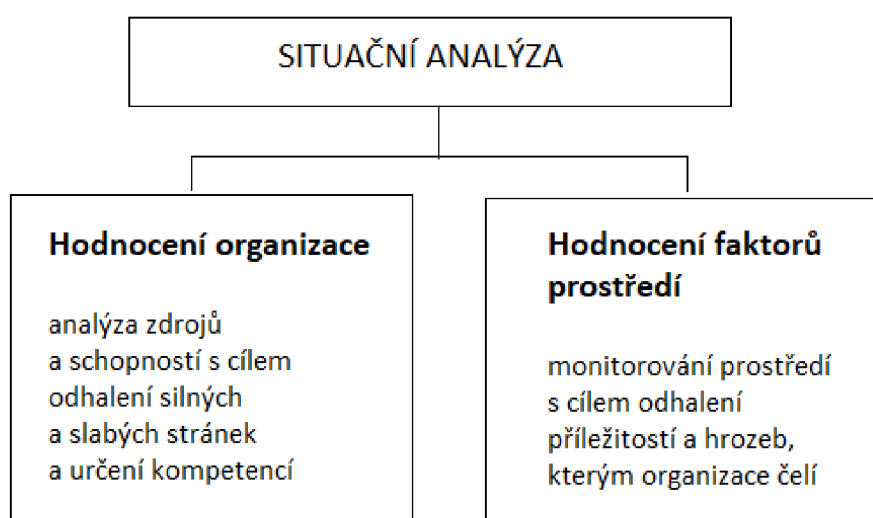 SITUAČNÍ ANALÝZA
Hodnocení organizace
analýza zdrojů
a schopností s cílem
odhalení silných
a slabých stránek
a určení kompetencí
Hodnocení faktorů
prostředí
monitorování prostředí
s cílem odhalení
příležitostí a hrozeb,
kterým organizace čelí